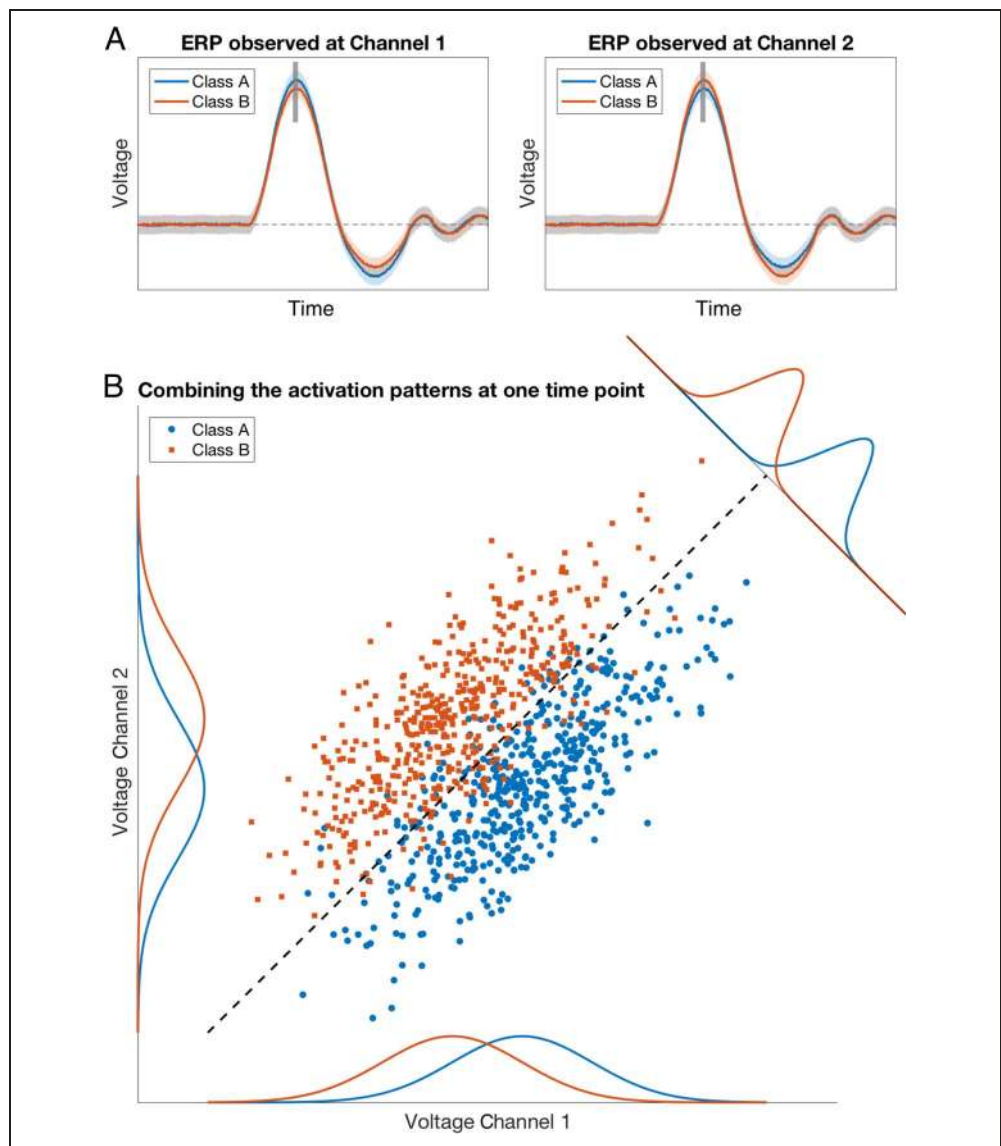 A
ERP observed at Channel 1
Class A
Class B
Voltage
Time
ERP observed at Channel 2
Class A
Class B
Voltage
Time
B Combining the activation patterns at one time point
Class A
Class B
Voltage Channel 2
Voltage Channel 1